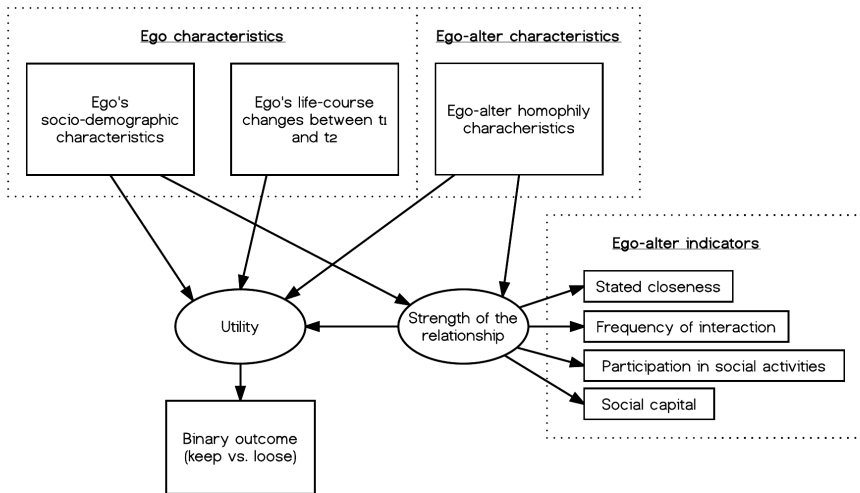 Ego characteristics
Ego-alter characteristics
Ego's
socio-demographic
characteristics
Ego's life-course
changes between t1
and t2
Ego-alter homophily
characheristics
Ego-alter indicators
Stated closeness
Frequency of interaction
Participation in social activities
Social capital
Utility
Strength of the
relationship
Binary outcome
(keep vs. loose)